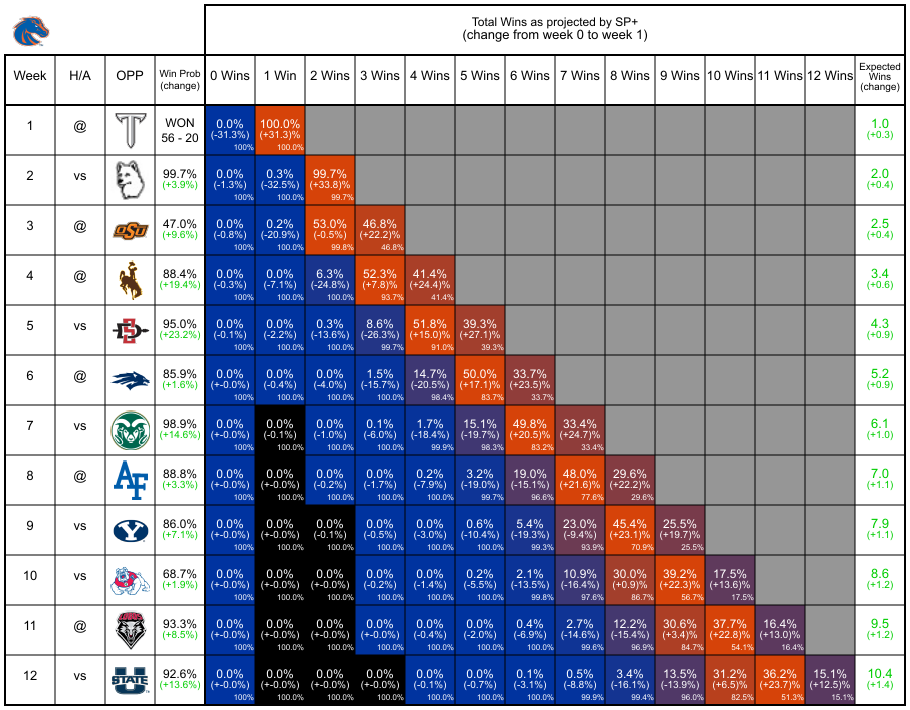 Total Wins as projected by SP+
(change from week 0 to week 1)
Week H/A OPP Win Prob (change) 0 Wins 1 Win 2 Wins 3 Wins 4 Wins 5 Wins 6 Wins 7 Wins 8 Wins 9 Wins 10 Wins 11 Wins 12 Wins Expected Wins (change)
1 @ T WON 0.0% 100.0% 1.0
56 - 20 (-31.3%) (+31.3)% (+0.3)
100% 100.0%
2 vs 99.7% 0.0% 0.3% 99.7% 2.0
(+3.9%) (-1.3%) (-32.5%) (+33.8)% (+0.4)
100% 100.0% 99.7%
3 @ OSU 47.0% 0.0% 0.2% 53.0% 46.8% 2.5
(+9.6%) (-0.8%) (-20.9%) (-0.5%) (+22.2)% (+0.4)
100% 100.0% 99.8% 46.8%
4 @ 88.4% 0.0% 0.0% 6.3% 52.3% 41.4% 3.4
(+19.4%) (-0.3%) (-7.1%) (-24.8%) (+7.8)% (+24.4)% (+0.6)
100% 100.0% 100.0% 93.7% 41.4%
5 vs SD 95.0% 0.0% 0.0% 0.3% 8.6% 51.8% 39.3% 4.3
(+23.2%) (-0.1%) (-2.2%) (-13.6%) (-26.3%) (+15.0)% (+27.1)% (+0.9)
100% 100.0% 100.0% 99.7% 91.0% 39.3%
6 @ 85.9% 0.0% 0.0% 0.0% 1.5% 14.7% 50.0% 33.7% 5.2
(+1.6%) (+-0.0%) (-0.4%) (-4.0%) (-15.7%) (-20.5%) (+17.1)% (+23.5)% (+0.9)
100% 100.0% 100.0% 100.0% 98.4% 83.7% 33.7%
7 vs 98.9% 0.0% 0.0% 0.0% 0.1% 1.7% 15.1% 49.8% 33.4% 6.1
(+14.6%) (+-0.0%) (-0.1%) (-1.0%) (-6.0%) (-18.4%) (-19.7%) (+20.5)% (+24.7)% (+1.0)
100% 100.0% 100.0% 100.0% 99.9% 98.3% 83.2% 33.4%
8 @ AF 88.8% 0.0% 0.0% 0.0% 0.0% 0.2% 3.2% 19.0% 48.0% 29.6% 7.0
(+3.3%) (+-0.0%) (+-0.0%) (-0.2%) (-1.7%) (-7.9%) (-19.0%) (-15.1%) (+21.6)% (+22.2)% (+1.1)
100% 100.0% 100.0% 100.0% 100.0% 99.7% 96.6% 77.6% 29.6%
9 vs Y 86.0% 0.0% 0.0% 0.0% 0.0% 0.0% 0.6% 5.4% 23.0% 45.4% 25.5% 7.9
(+7.1%) (+-0.0%) (+-0.0%) (-0.1%) (-0.5%) (-3.0%) (-10.4%) (-19.3%) (-9.4%) (+23.1)% (+19.7)% (+1.1)
100% 100.0% 100.0% 100.0% 100.0% 100.0% 99.3% 93.9% 70.9% 25.5%
10 vs 68.7% 0.0% 0.0% 0.0% 0.0% 0.0% 0.2% 2.1% 10.9% 30.0% 39.2% 17.5% 8.6
(+1.9%) (+-0.0%) (+-0.0%) (+-0.0%) (-0.2%) (-1.4%) (-5.5%) (-13.5%) (-16.4%) (+0.9)% (+22.3)% (+13.6)% (+1.2)
100% 100.0% 100.0% 100.0% 100.0% 100.0% 99.8% 97.6% 86.7% 56.7% 17.5%
11 @ 93.3% 0.0% 0.0% 0.0% 0.0% 0.0% 0.0% 0.4% 2.7% 12.2% 30.6% 37.7% 16.4% 9.5
(+8.5%) (+-0.0%) (+-0.0%) (+-0.0%) (+-0.0%) (-0.4%) (-2.0%) (-6.9%) (-14.6%) (-15.4%) (+3.4)% (+22.8)% (+13.0)% (+1.2)
100% 100.0% 100.0% 100.0% 100.0% 100.0% 100.0% 99.6% 96.9% 84.7% 54.1% 16.4%
12 vs U STATE 92.6% 0.0% 0.0% 0.0% 0.0% 0.0% 0.0% 0.1% 0.5% 3.4% 13.5% 31.2% 36.2% 15.1% 10.4
(+13.6%) (+-0.0%) (+-0.0%) (+-0.0%) (+-0.0%) (-0.1%) (-0.7%) (-3.1%) (-8.8%) (-16.1%) (-13.9%) (+6.5)% (+23.7)% (+12.5)% (+1.4)
100% 100.0% 100.0% 100.0% 100.0% 100.0% 100.0% 99.9% 99.4% 96.0% 82.5% 51.3% 15.1%